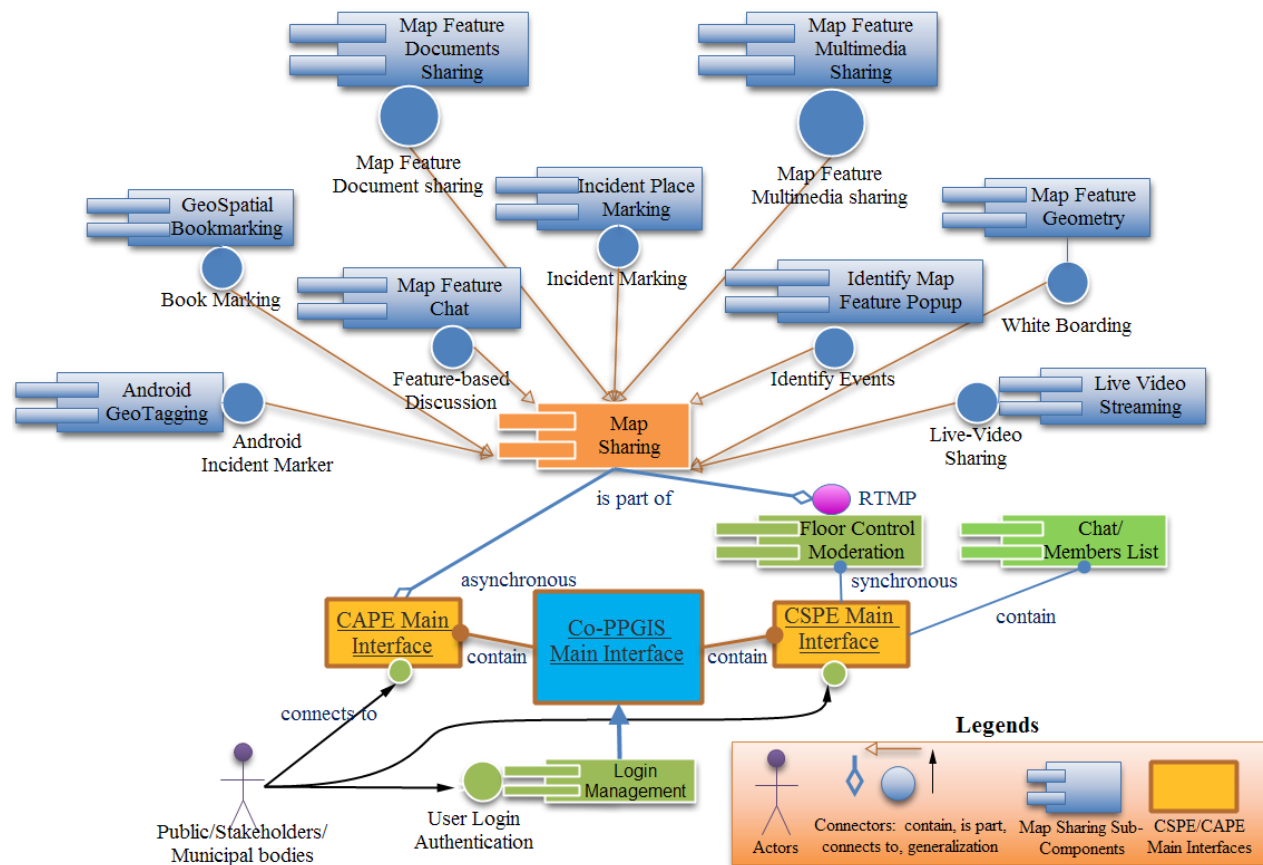 Map Feature
Documents
Sharing
Map Feature
Multimedia
Sharing
Map Feature
Document sharing
Map Feature
Multimedia sharing
GeoSpatial
Bookmarking
Incident Place
Marking
Map Feature
Geometry
Book Marking
Map Feature
Chat
Incident Marking
Identify Map
Feature Popup
White Boarding
Feature-based
Discussion
Identify Events
Android
GeoTagging
Android
Incident Marker
Map
Sharing
Live Video
Streaming
Live-Video
Sharing
is part of
RTMP
Floor Control
Moderation
Chat/
Members List
asynchronous
synchronous
contain
CAPE Main
Interface
contain
Co-PPGIS
Main Interface
contain
CSPE Main
Interface
connects to
Login
Management
User Login
Authentication
Public/Stakeholders/
Municipal bodies
Legends
Actors
Connectors: contain, is part,
connects to, generalization
Map Sharing Sub-
Components
CSPE/CAPE
Main Interfaces